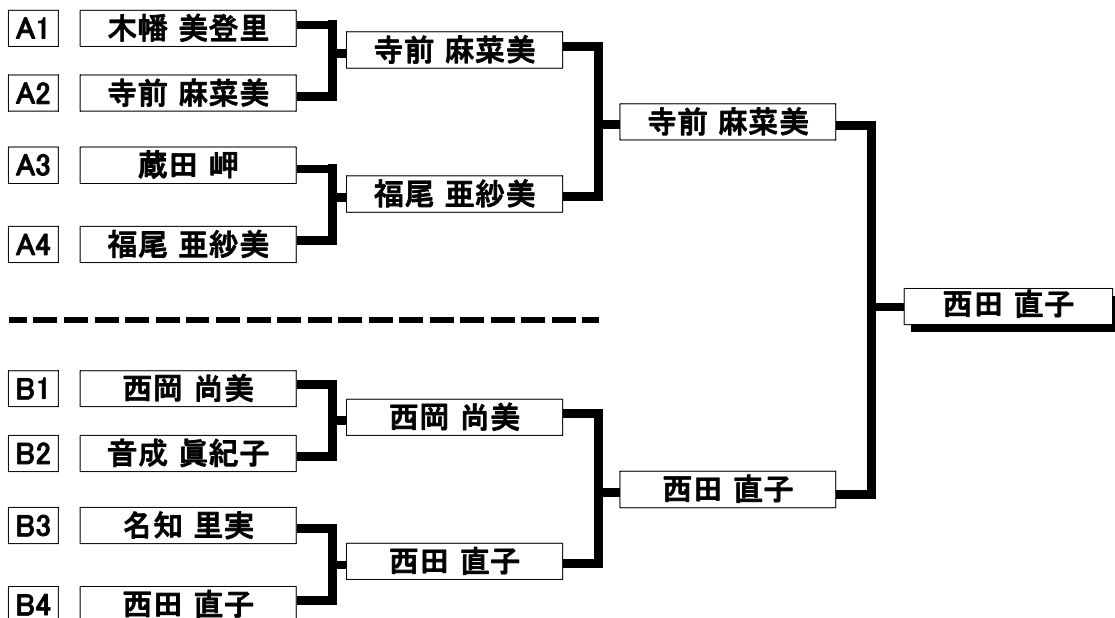 A1 木幡 美登里
A2 寺前 麻菜美
寺前 麻菜美
A3 蔵田 岬
A4 福尾 亜紗美
福尾 亜紗美
寺前 麻菜美
B1 西岡 尚美
B2 音成 眞紀子
西岡 尚美
B3 名知 里実
B4 西田 直子
西田 直子
西田 直子
西田 直子